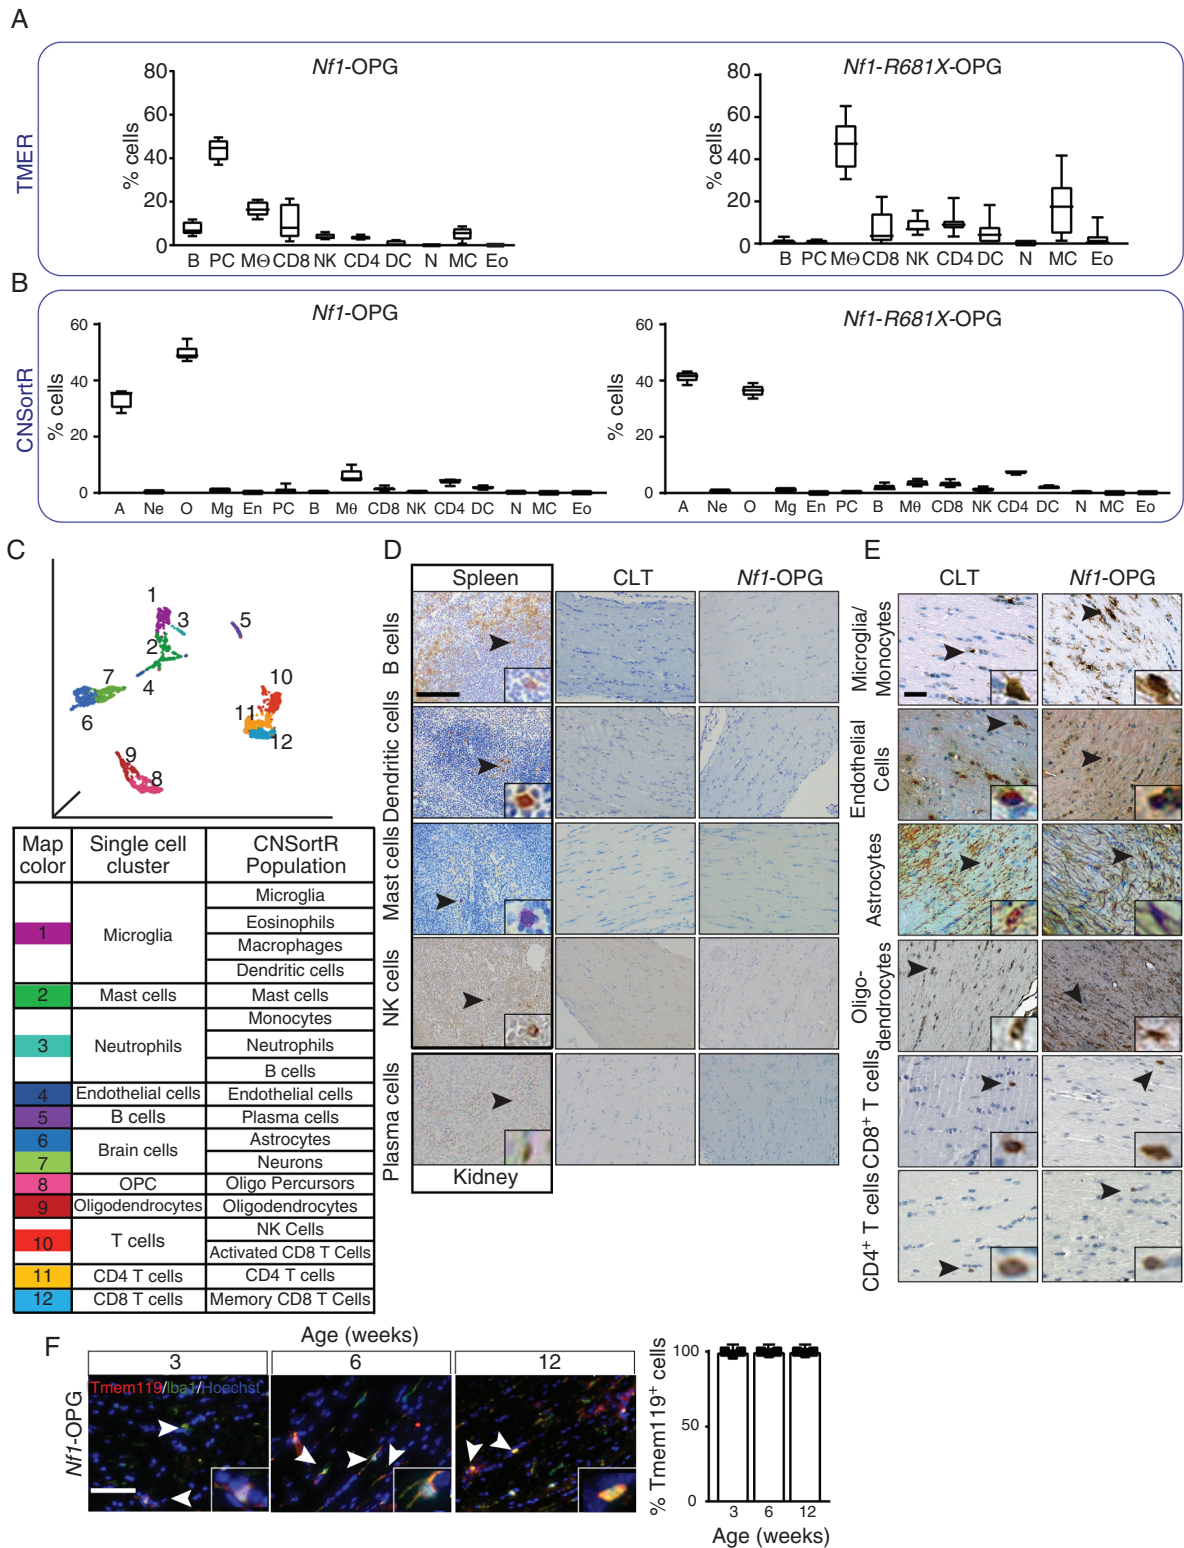 A
TMER
Nf1-OPG
% cells
80
60
40
20
0
B PC MΘ CD8 NK CD4 DC N MC Eo
Nf1-R681X-OPG
% cells
80
60
40
20
0
B PC MΘ CD8 NK CD4 DC N MC Eo
B
CNSortR
Nf1-OPG
% cells
60
40
20
0
A Ne O Mg En PC B Mθ CD8 NK CD4 DC N MC Eo
Nf1-R681X-OPG
% cells
60
40
20
0
A Ne O Mg En PC B Mθ CD8 NK CD4 DC N MC Eo
C
1
3
5
2
4
7
6
10
11
12
9
8
Map color Single cell cluster CNSortR Population
1 Microglia Microglia
Eosinophils
Macrophages
Dendritic cells
2 Mast cells Mast cells
3 Neutrophils Monocytes
Neutrophils
B cells
4 Endothelial cells Endothelial cells
5 B cells Plasma cells
6 Brain cells Astrocytes
7 Neurons
8 OPC Oligo Percursors
9 Oligodendrocytes Oligodendrocytes
10 T cells NK Cells
Activated CD8 T Cells
11 CD4 T cells CD4 T cells
12 CD8 T cells Memory CD8 T Cells
D
Spleen CLT Nf1-OPG
B cells
Dendritic cells
Mast cells
NK cells
Plasma cells
Kidney
E
CLT Nf1-OPG
Microglia/
Monocytes
Endothelial
Cells
Astrocytes
Oligo-
dendrocytes
CD8+ T cells
CD4+ T cells
F
Age (weeks)
3 6 12
Nf1-OPG
Tmem119/Iba1/Hoechst
% Tmem119+ cells
100
50
0
3 6 12
Age (weeks)